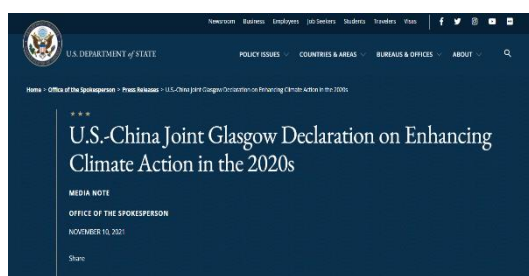 Newsroom Business Employees Job Seekers Students Travelers Visas
U.S. DEPARTMENT of STATE
POLICY ISSUES COUNTRIES & AREAS BUREAUS & OFFICES ABOUT
Home > Office of the Spokesperson > Press Releases > U.S.-China Joint Glasgow Declaration on Enhancing Climate Action in the 2020s
U.S.-China Joint Glasgow Declaration on Enhancing
Climate Action in the 2020s
MEDIA NOTE
OFFICE OF THE SPOKESPERSON
NOVEMBER 10, 2021
Share